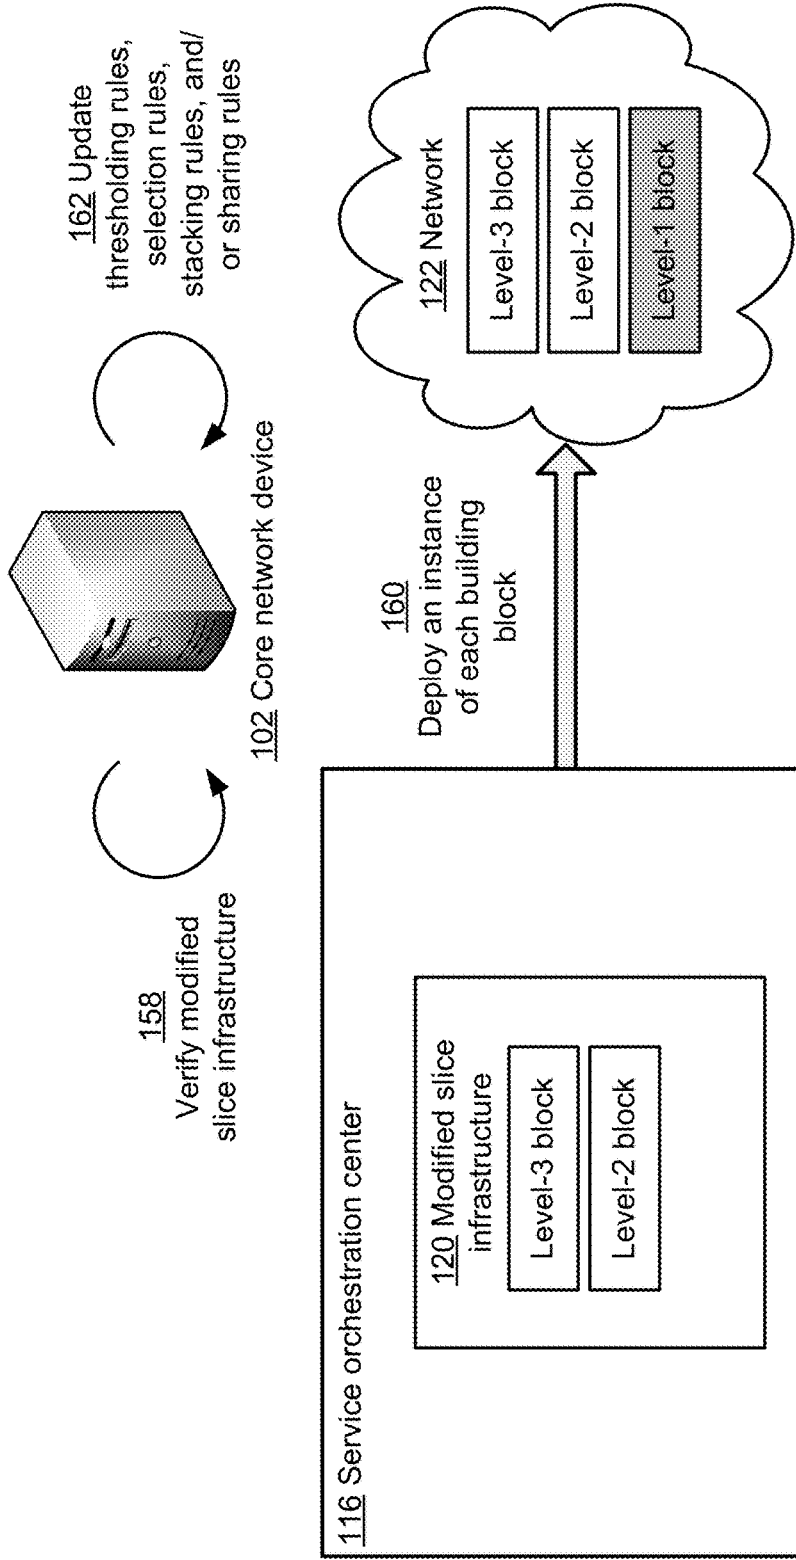 158
Verify modified
slice infrastructure
102 Core network device
162 Update
thresholding rules,
selection rules,
stacking rules, and/
or sharing rules
116 Service orchestration center
120 Modified slice
infrastructure
Level-3 block
Level-2 block
160
Deploy an instance
of each building
block
122 Network
Level-3 block
Level-2 block
Level-1 block